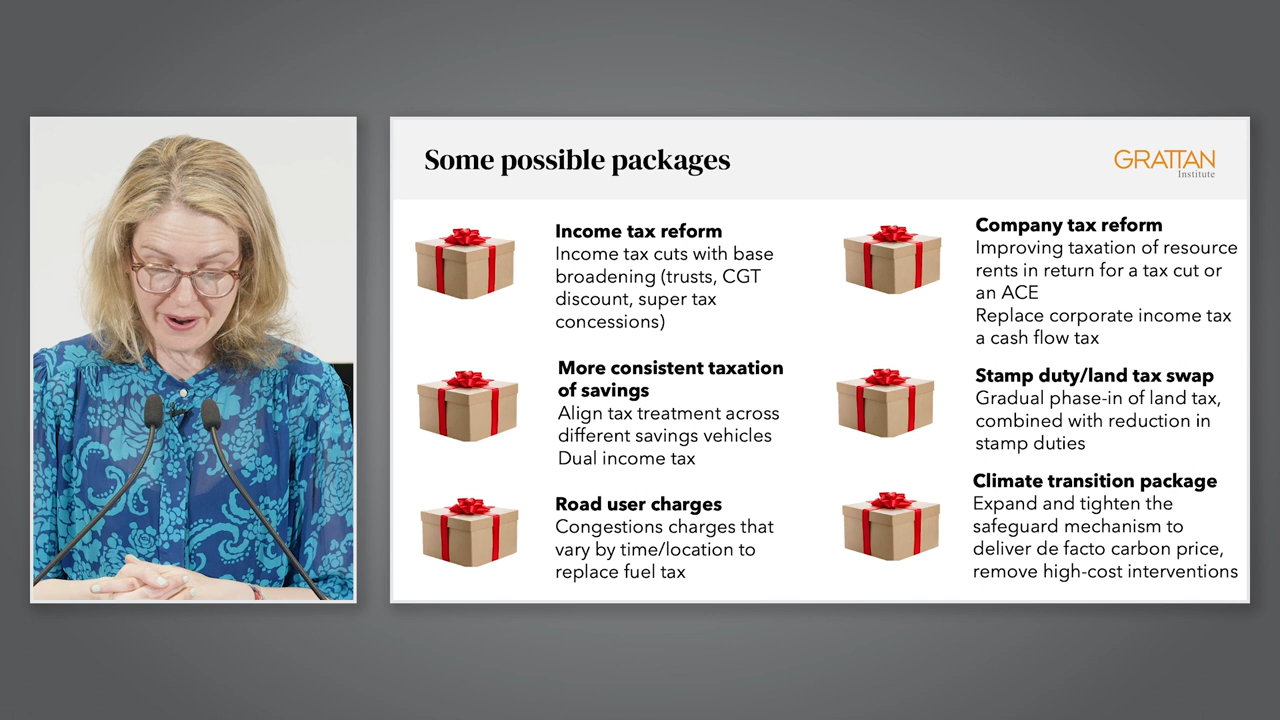 Some possible packages
GRATTAN
Institute
Income tax reform
Income tax cuts with base
broadening (trusts, CGT
discount, super tax
concessions)
More consistent taxation
of savings
Align tax treatment across
different savings vehicles
Dual income tax
Road user charges
Congestions charges that
vary by time/location to
replace fuel tax
Company tax reform
Improving taxation of resource
rents in return for a tax cut or
an ACE
Replace corporate income tax
a cash flow tax
Stamp duty/land tax swap
Gradual phase-in of land tax,
combined with reduction in
stamp duties
Climate transition package
Expand and tighten the
safeguard mechanism to
deliver de facto carbon price,
remove high-cost interventions